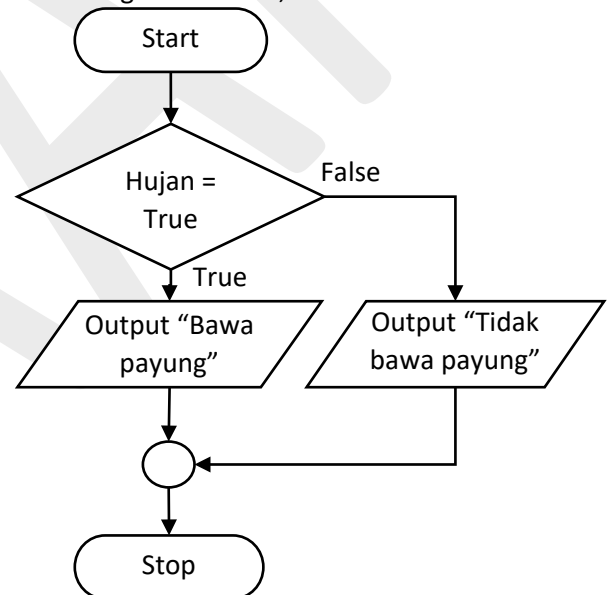 Start
Hujan =
True
False
True
Output “Bawa
payung”
Output “Tidak
bawa payung”
Stop